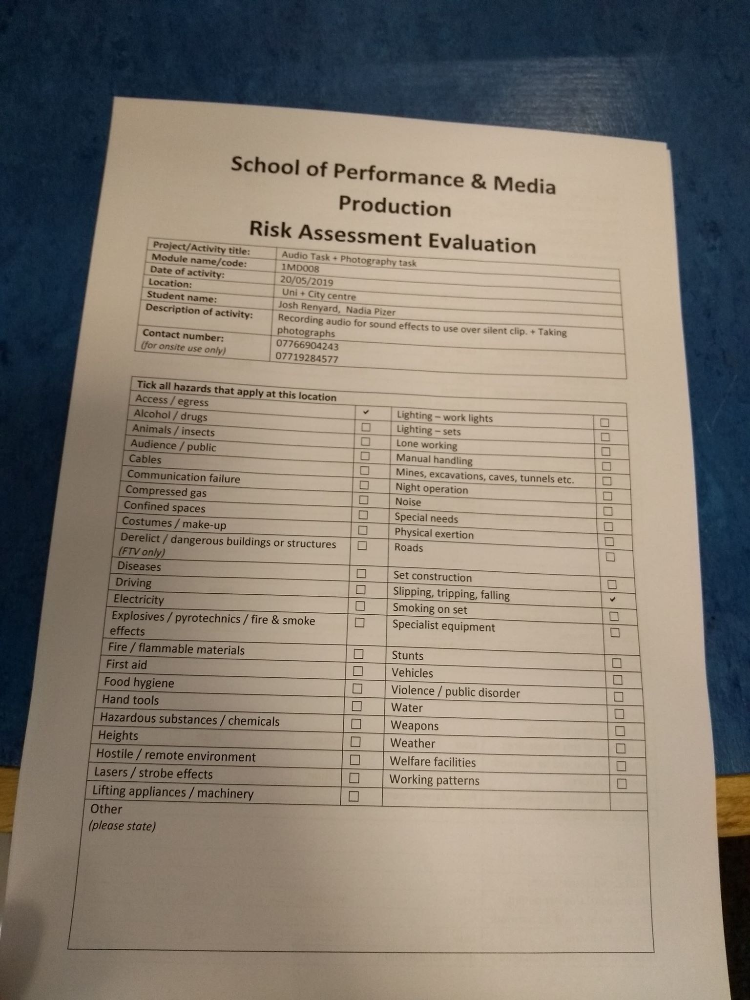 School of Performance & Media
Production
Risk Assessment Evaluation
Project/Activity title: Audio Task + Photography task
Module name/code: 1MD008
Date of activity: 20/05/2019
Location: Uni + City centre
Student name: Josh Renyard, Nadia Pizer
Description of activity: Recording audio for sound effects to use over silent clip. + Taking
photographs
Contact number: 07766904243
(for onsite use only) 07719284577
Tick all hazards that apply at this location
Access / egress ✓ Lighting – work lights ☐
Alcohol / drugs ☐ Lighting – sets ☐
Animals / insects ☐ Lone working ☐
Audience / public ☐ Manual handling ☐
Cables ☐ Mines, excavations, caves, tunnels etc. ☐
Communication failure ☐ Night operation ☐
Compressed gas ☐ Noise ☐
Confined spaces ☐ Special needs ☐
Costumes / make-up ☐ Physical exertion ☐
Derelict / dangerous buildings or structures ☐ Roads ☐
(FTV only)
Diseases ☐ Set construction ☐
Driving ☐ Slipping, tripping, falling ✓
Electricity ☐ Smoking on set ☐
Explosives / pyrotechnics / fire & smoke ☐ Specialist equipment ☐
effects
Fire / flammable materials ☐ Stunts ☐
First aid ☐ Vehicles ☐
Food hygiene ☐ Violence / public disorder ☐
Hand tools ☐ Water ☐
Hazardous substances / chemicals ☐ Weapons ☐
Heights ☐ Weather ☐
Hostile / remote environment ☐ Welfare facilities ☐
Lasers / strobe effects ☐ Working patterns ☐
Lifting appliances / machinery ☐
Other
(please state)